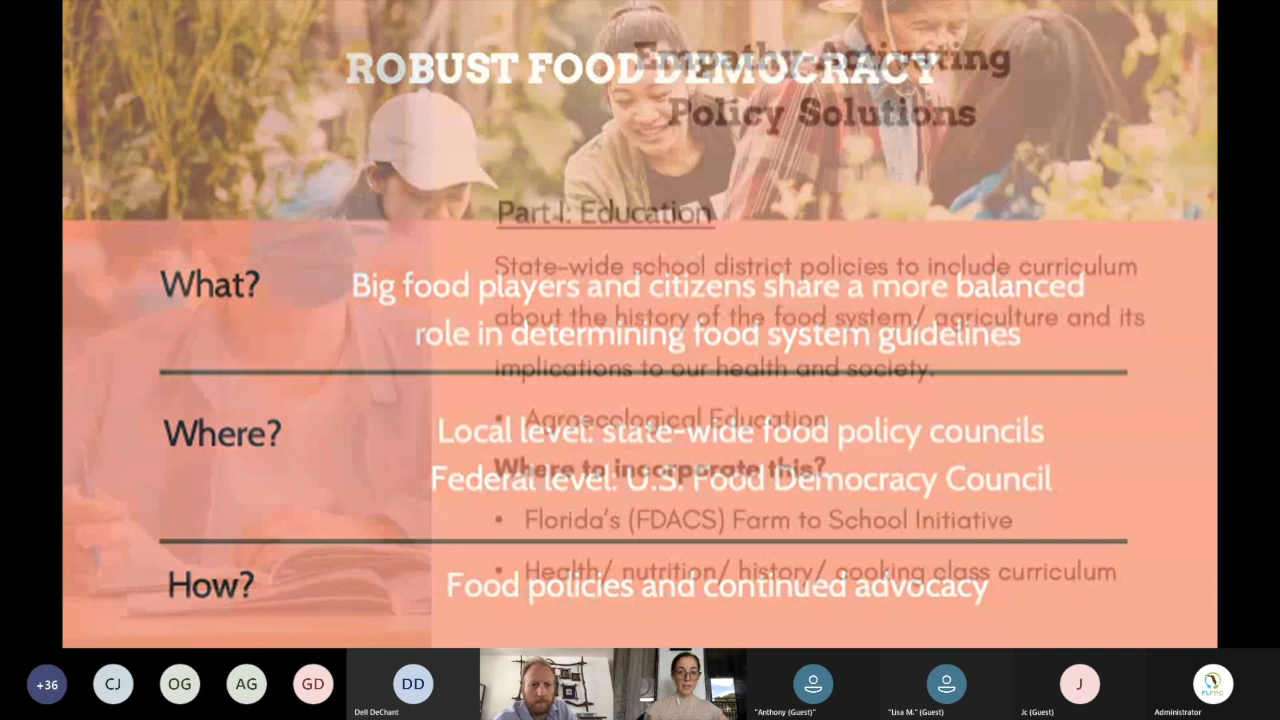 ROBUST FOOD DEMOCRACY
Empathy Activating
Policy Solutions
Part I: Education
State-wide school district policies to include curriculum
about the history of the food system/ agriculture and its
implications to our health and society.
• Agroecological Education
Where to incorporate this?
• Florida's (FDACS) Farm to School Initiative
• Health/ nutrition/ history/ cooking class curriculum
What?
Big food players and citizens share a more balanced
role in determining food system guidelines
Where?
Local level: state-wide food policy councils
Federal level: U.S. Food Democracy Council
How?
Food policies and continued advocacy
+36
CJ
OG
AG
GD
DD
Dell DeChant
"Anthony (Guest)"
"Lisa M." (Guest)
J
Jc (Guest)
FLFPC
Administrator